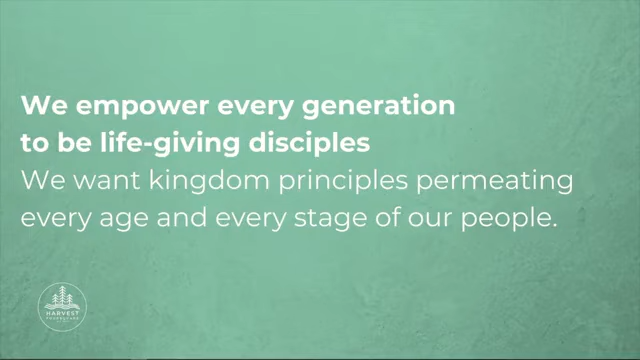 We empower every generation
to be life-giving disciples
We want kingdom principles permeating
every age and every stage of our people.
HARVEST